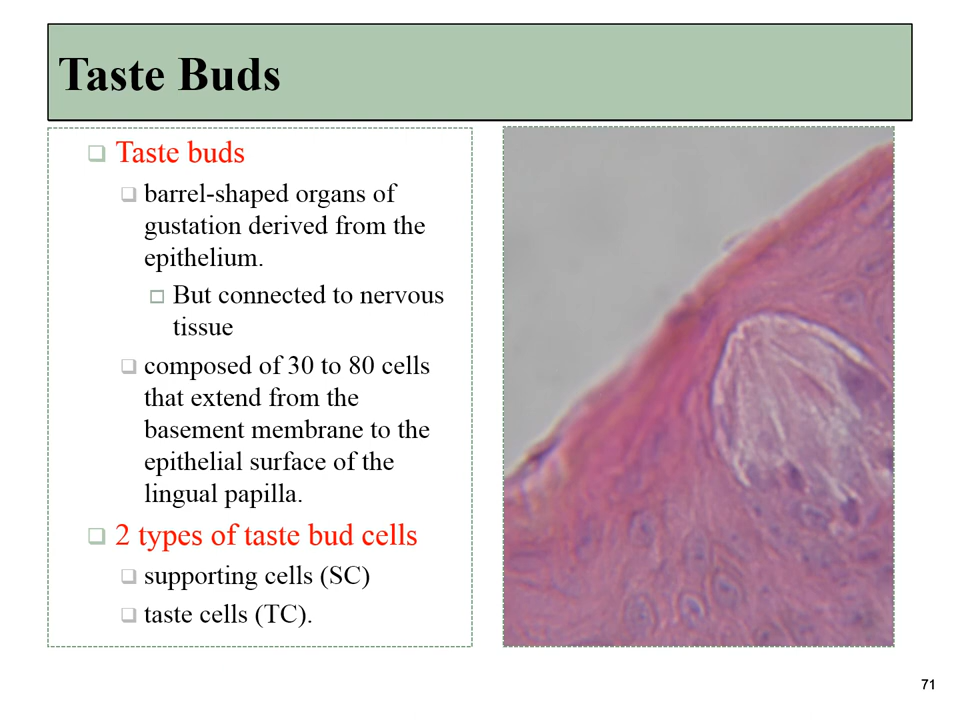 Taste Buds
Taste buds
barrel-shaped organs of
gustation derived from the
epithelium.
But connected to nervous
tissue
composed of 30 to 80 cells
that extend from the
basement membrane to the
epithelial surface of the
lingual papilla.
2 types of taste bud cells
supporting cells (SC)
taste cells (TC).
71